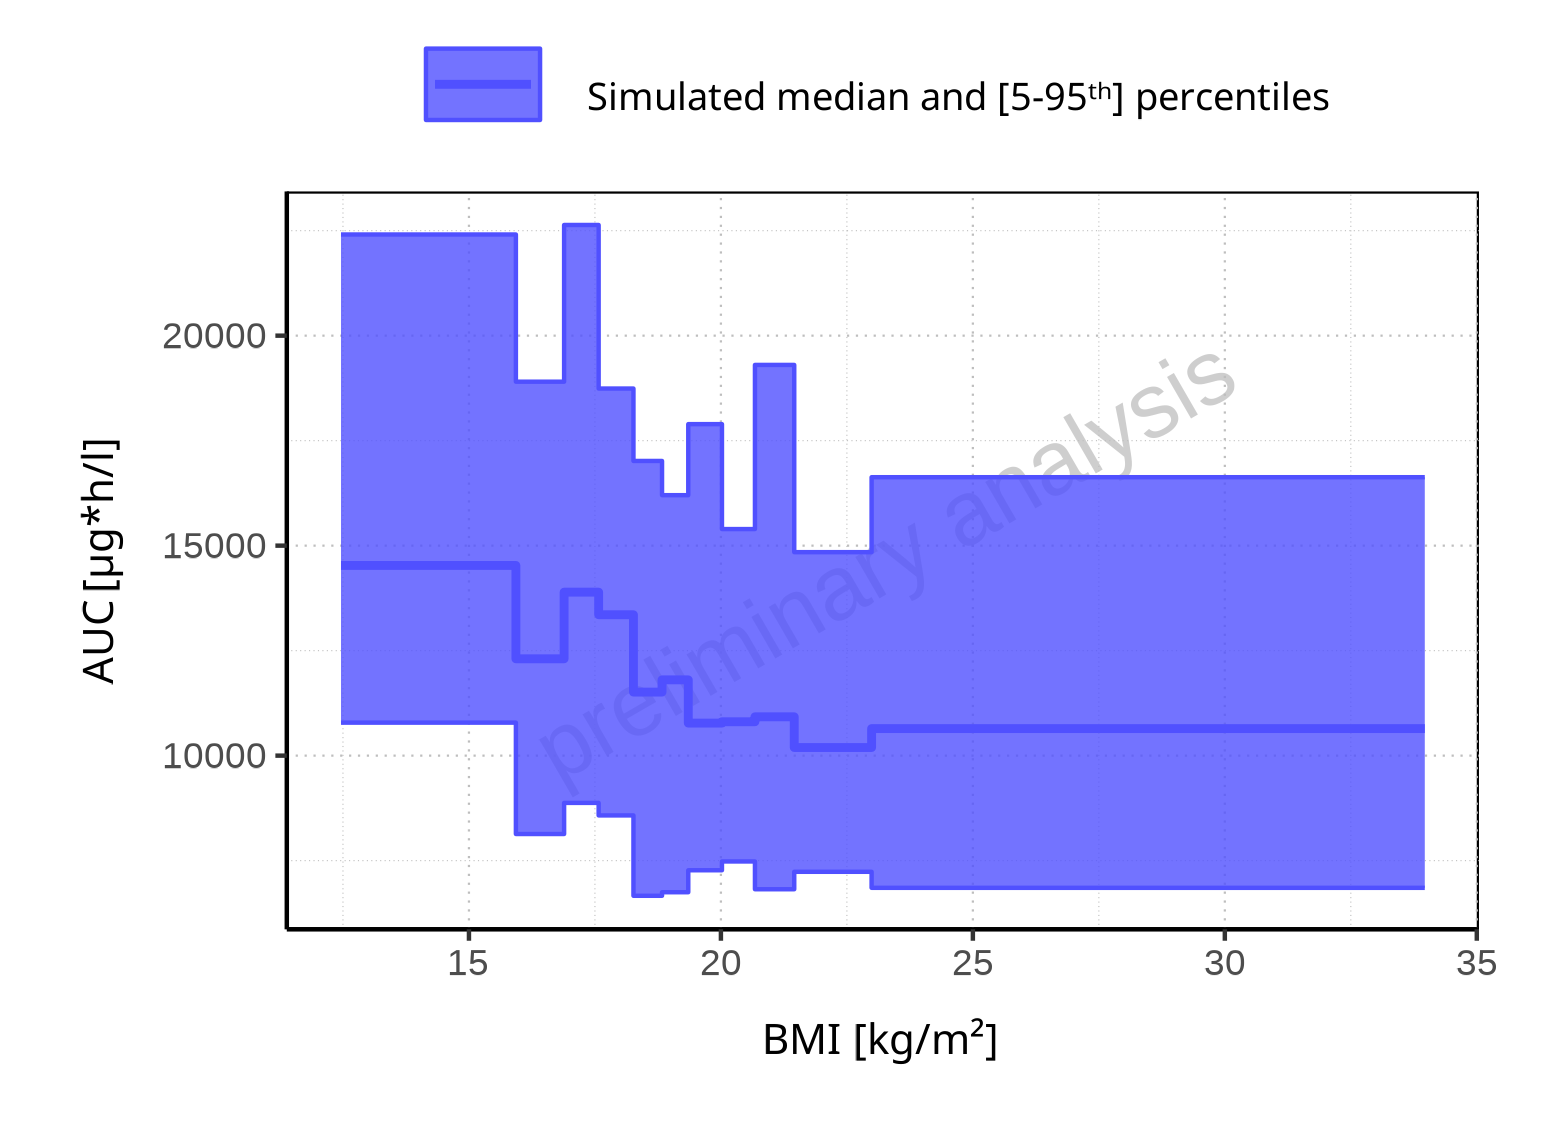 Simulated median and [5-95ᵗʰ] percentiles
20000
15000
10000
AUC [µg*h/l]
preliminary analysis
15 20 25 30 35
BMI [kg/m²]